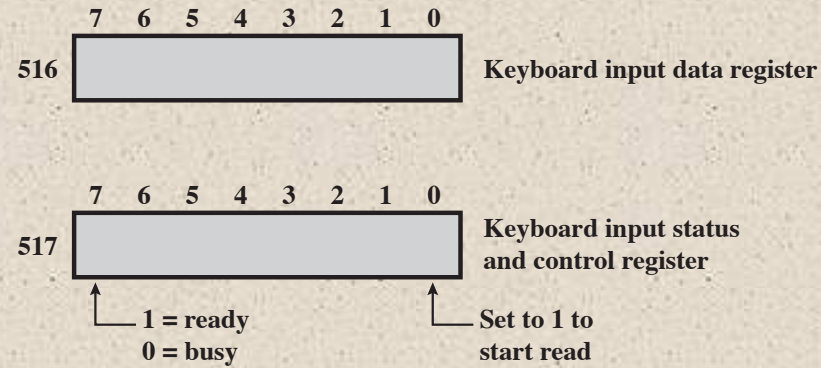 7 6 5 4 3 2 1 0
516 Keyboard input data register
7 6 5 4 3 2 1 0
517 Keyboard input status
and control register
1 = ready
0 = busy
Set to 1 to
start read